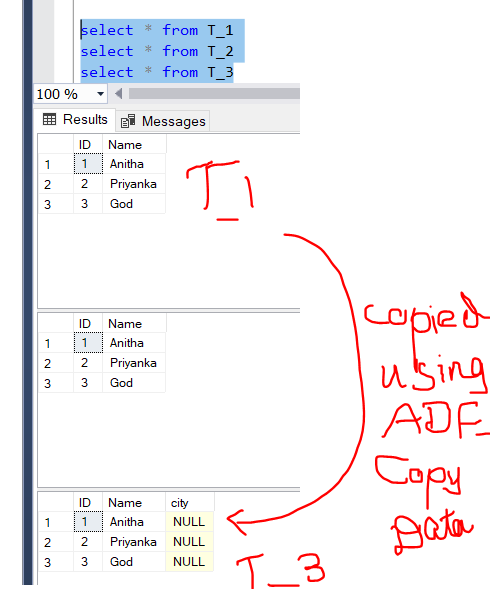 select * from T_1
select * from T_2
select * from T_3
100 %
Results Messages
ID Name
1 1 Anitha
2 2 Priyanka
3 3 God
T_1
ID Name
1 1 Anitha
2 2 Priyanka
3 3 God
copied
using
ADF_
Copy
Data
ID Name city
1 1 Anitha NULL
2 2 Priyanka NULL
3 3 God NULL
T_3